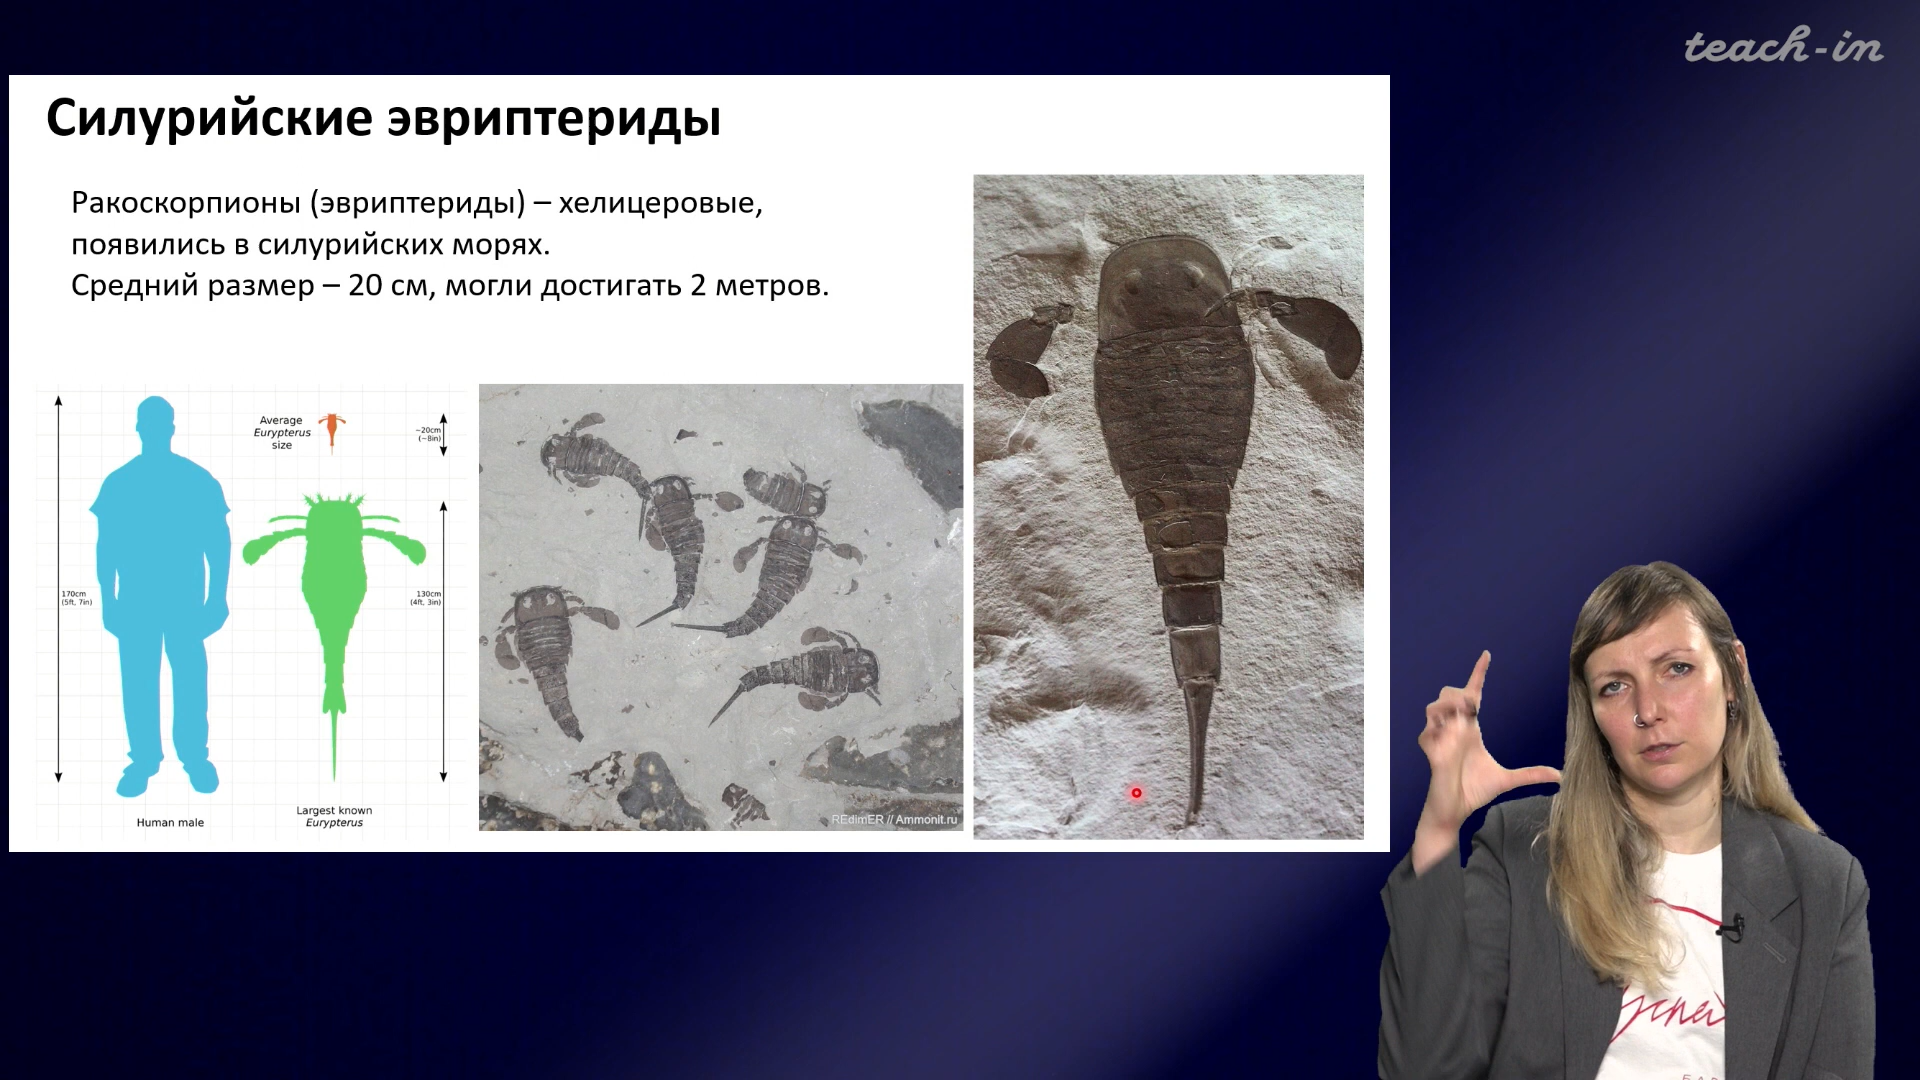 teach-in
Силурийские эвриптериды
Ракоскорпионы (эвриптериды) – хелицеровые,
появились в силурийских морях.
Средний размер – 20 см, могли достигать 2 метров.
Average
Eurypterus
size
~20cm
(~8in)
170cm
(5ft, 7in)
130cm
(4ft, 3in)
Human male
Largest known
Eurypterus
REdimER // Ammonit.ru